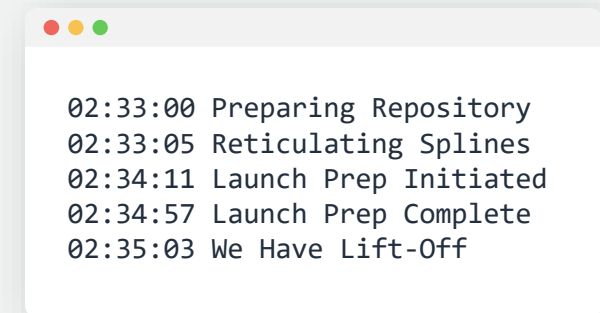 02:33:00 Preparing Repository
02:33:05 Reticulating Splines
02:34:11 Launch Prep Initiated
02:34:57 Launch Prep Complete
02:35:03 We Have Lift-Off